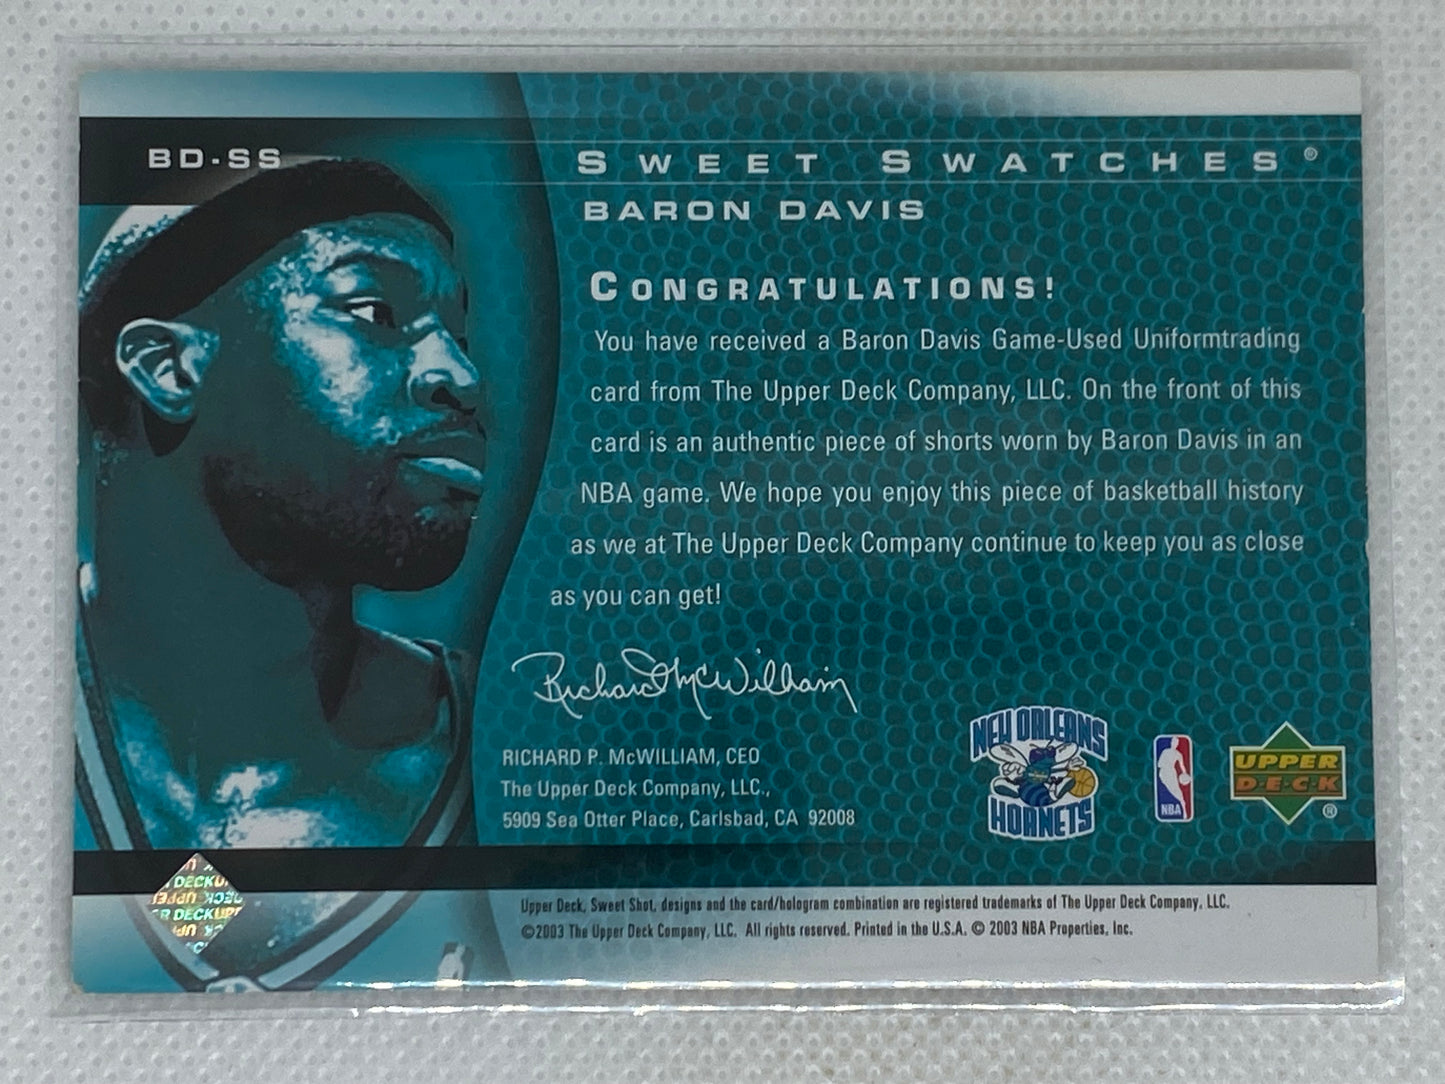 BD-SS
SWEET SWATCHES®
BARON DAVIS
CONGRATULATIONS!
You have received a Baron Davis Game-Used Uniformtrading
card from The Upper Deck Company, LLC. On the front of this
card is an authentic piece of shorts worn by Baron Davis in an
NBA game. We hope you enjoy this piece of basketball history
as we at The Upper Deck Company continue to keep you as close
as you can get!
Richard McWilliam
RICHARD P. McWILLIAM, CEO
The Upper Deck Company, LLC.,
5909 Sea Otter Place, Carlsbad, CA 92008
NEW ORLEANS
HORNETS
NBA
UPPER
D·E·C·K
®
DECK
UPPER DECK
R DECK UPP
Upper Deck, Sweet Shot, designs and the card/hologram combination are registered trademarks of The Upper Deck Company, LLC.
©2003 The Upper Deck Company, LLC. All rights reserved. Printed in the U.S.A. © 2003 NBA Properties, Inc.